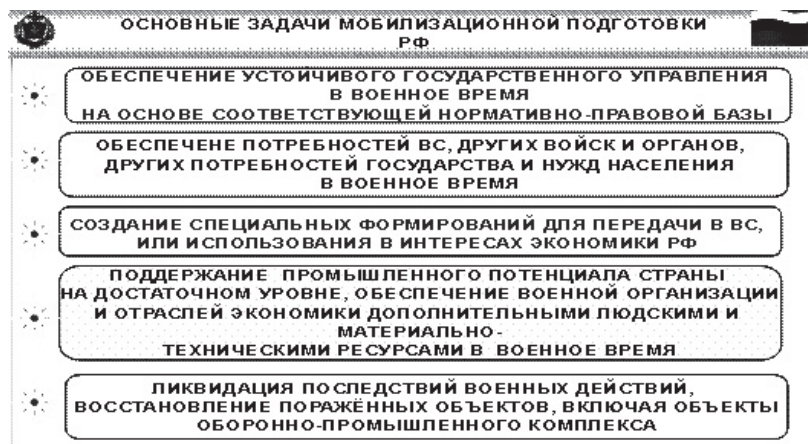 ОСНОВНЫЕ ЗАДАЧИ МОБИЛИЗАЦИОННОЙ ПОДГОТОВКИ
РФ
ОБЕСПЕЧЕНИЕ УСТОЙЧИВОГО ГОСУДАРСТВЕННОГО УПРАВЛЕНИЯ
В ВОЕННОЕ ВРЕМЯ
НА ОСНОВЕ СООТВЕТСТВУЮЩЕЙ НОРМАТИВНО-ПРАВОВОЙ БАЗЫ
ОБЕСПЕЧЕНЕ ПОТРЕБНОСТЕЙ ВС, ДРУГИХ ВОЙСК И ОРГАНОВ,
ДРУГИХ ПОТРЕБНОСТЕЙ ГОСУДАРСТВА И НУЖД НАСЕЛЕНИЯ
В ВОЕННОЕ ВРЕМЯ
СОЗДАНИЕ СПЕЦИАЛЬНЫХ ФОРМИРОВАНИЙ ДЛЯ ПЕРЕДАЧИ В ВС,
ИЛИ ИСПОЛЬЗОВАНИЯ В ИНТЕРЕСАХ ЭКОНОМИКИ РФ
ПОДДЕРЖАНИЕ ПРОМЫШЛЕННОГО ПОТЕНЦИАЛА СТРАНЫ
НА ДОСТАТОЧНОМ УРОВНЕ, ОБЕСПЕЧЕНИЕ ВОЕННОЙ ОРГАНИЗАЦИИ
И ОТРАСЛЕЙ ЭКОНОМИКИ ДОПОЛНИТЕЛЬНЫМИ ЛЮДСКИМИ И
МАТЕРИАЛЬНО-
ТЕХНИЧЕСКИМИ РЕСУРСАМИ В ВОЕННОЕ ВРЕМЯ
ЛИКВИДАЦИЯ ПОСЛЕДСТВИЙ ВОЕННЫХ ДЕЙСТВИЙ,
ВОССТАНОВЛЕНИЕ ПОРАЖЁННЫХ ОБЪЕКТОВ, ВКЛЮЧАЯ ОБЪЕКТЫ
ОБОРОННО-ПРОМЫШЛЕННОГО КОМПЛЕКСА